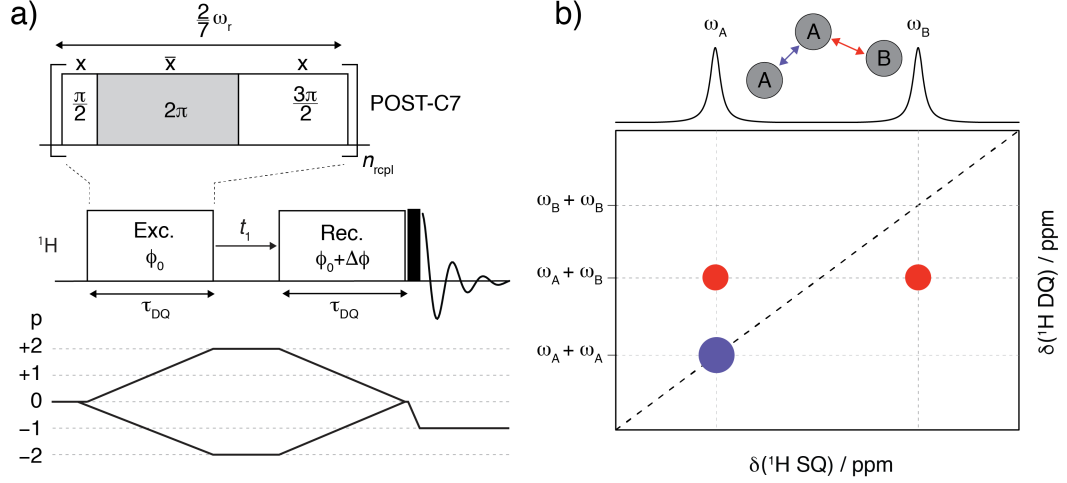 a)
2/7 ωr
x x̅ x
π/2 2π 3π/2
POST-C7
nrcpl
¹H
Exc.
ϕ0
t1
Rec.
ϕ0+Δϕ
τDQ τDQ
p
+2
+1
0
−1
−2
b)
ωA ωB
A
A
B
ωB + ωB
ωA + ωB
ωA + ωA
δ(¹H DQ) / ppm
δ(¹H SQ) / ppm